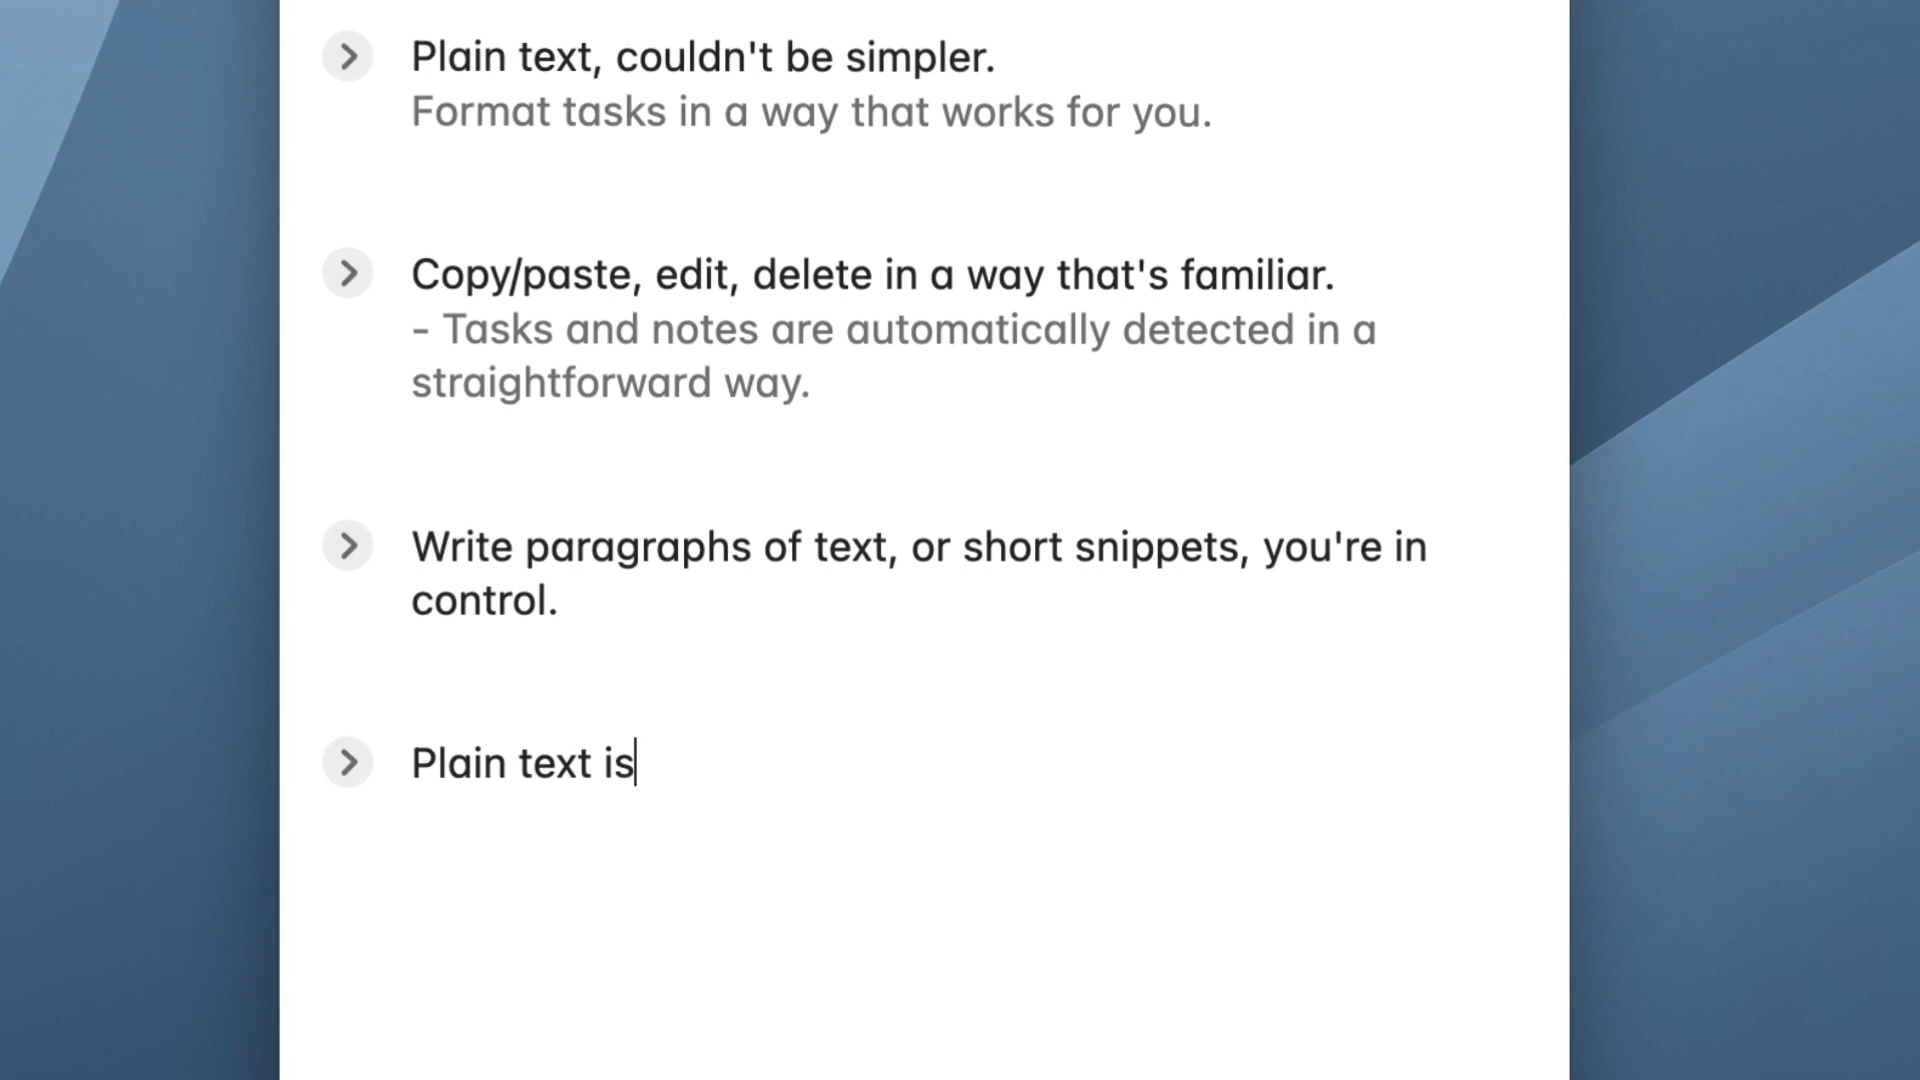 Plain text, couldn't be simpler.
Format tasks in a way that works for you.
Copy/paste, edit, delete in a way that's familiar.
- Tasks and notes are automatically detected in a
straightforward way.
Write paragraphs of text, or short snippets, you're in
control.
Plain text is